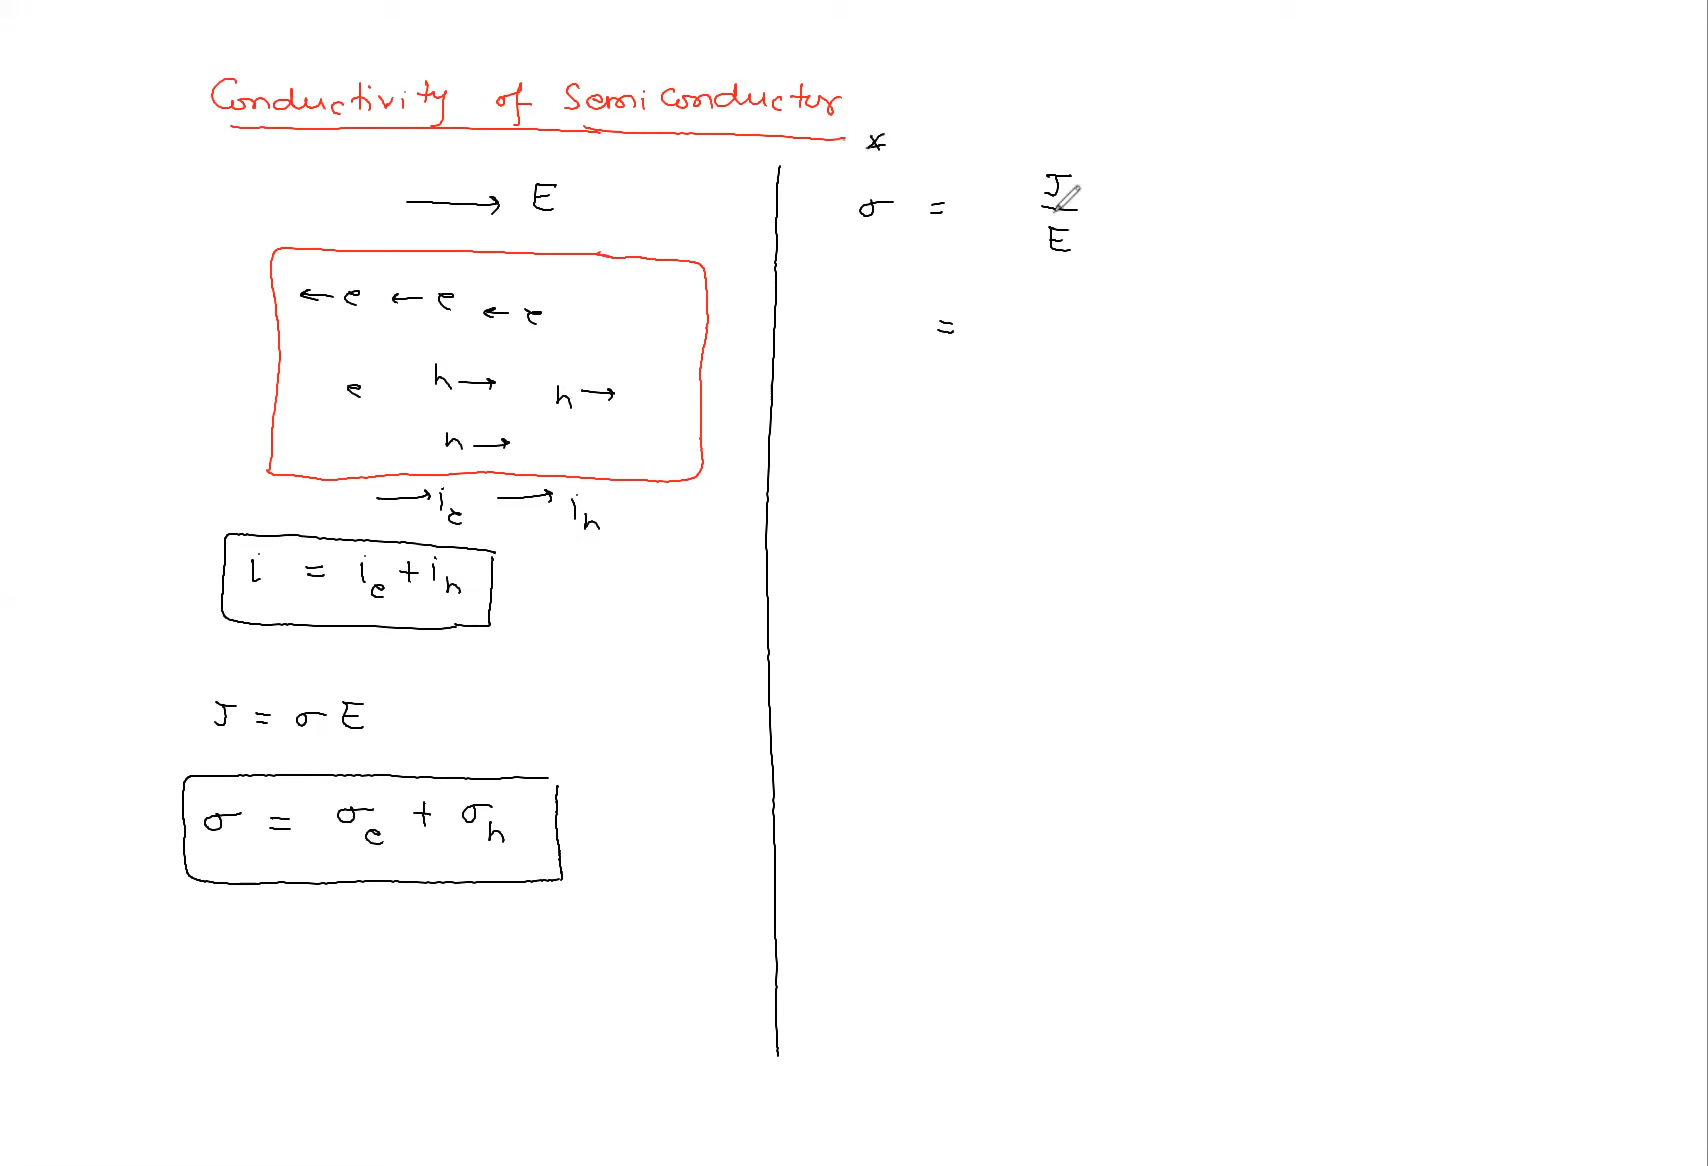 Conductivity of Semiconductor
*
→ E
← e ← e ← e
e h → h →
h →
→ i_e → i_h
i = i_e + i_h
J = σ E
σ = σ_e + σ_h
σ = J/E
=